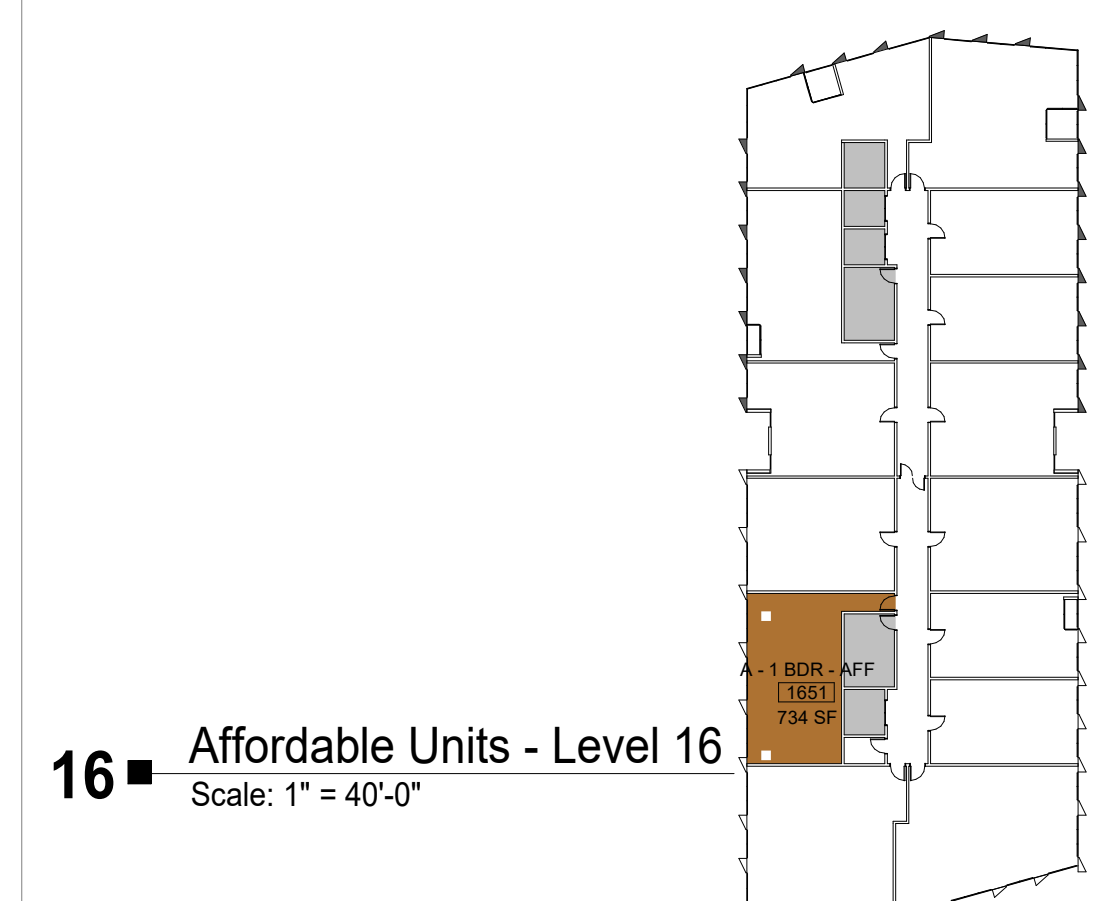 A - 1 BDR - AFF
1651
734 SF
16
Affordable Units - Level 16
Scale: 1" = 40'-0"